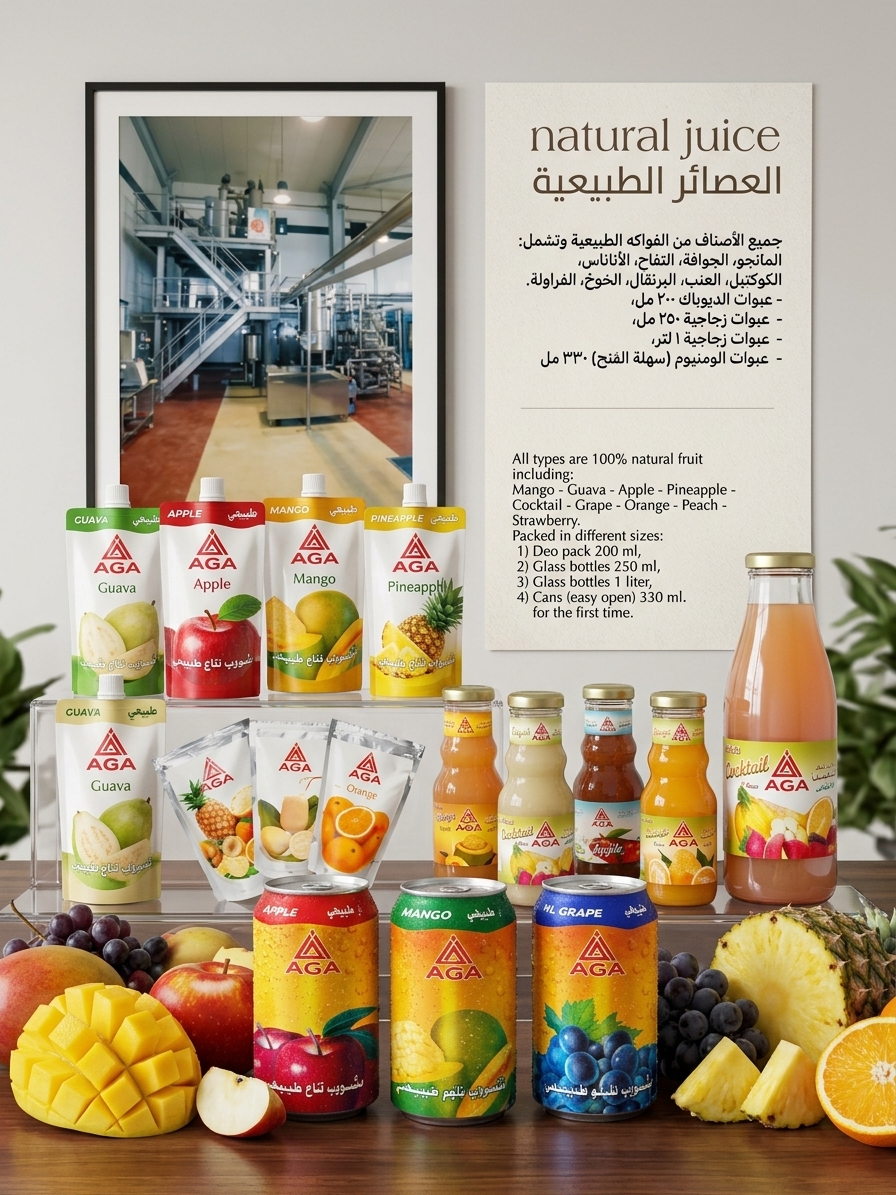 natural juice
العصائر الطبيعية
جميع الأصناف من الفواكه الطبيعية وتشمل:
المانجو، الجوافة، التفاح، الأناناس،
الكوكتيل، العنب، البرتقال، الخوخ، الفراولة.
- عبوات الديوباك ٢٠٠ مل،
- عبوات زجاجية ٢٥٠ مل،
- عبوات زجاجية ١ لتر،
- عبوات الومنيوم (سهلة الفتح) ٣٣٠ مل
All types are 100% natural fruit
including:
Mango - Guava - Apple - Pineapple -
Cocktail - Grape - Orange - Peach -
Strawberry.
Packed in different sizes:
1) Deo pack 200 ml,
2) Glass bottles 250 ml,
3) Glass bottles 1 liter,
4) Cans (easy open) 330 ml.
for the first time.
GUAVA طبيعي
AGA
Guava
APPLE
AGA
Apple
MANGO
AGA
Mango
PINEAPPLE
AGA
Pineapple
GUAVA طبيعي
AGA
Guava
AGA
AGA
AGA
Orange
AGA
Cocktail
AGA
AGA
AGA
Cocktail
AGA
APPLE
AGA
MANGO
AGA
HL GRAPE
AGA